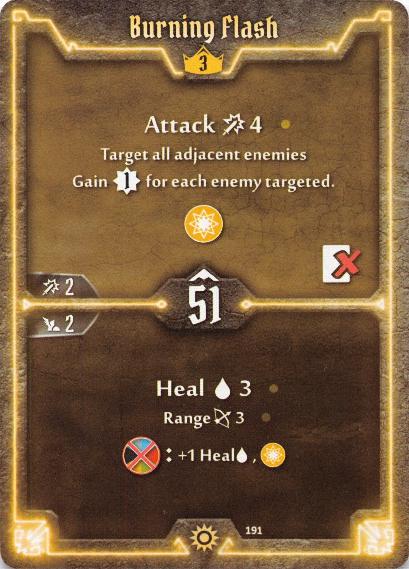 Burning Flash
3
Attack 4
Target all adjacent enemies
Gain 1 for each enemy targeted.
2
51
2
Heal 3
Range 3
: +1 Heal ,
191